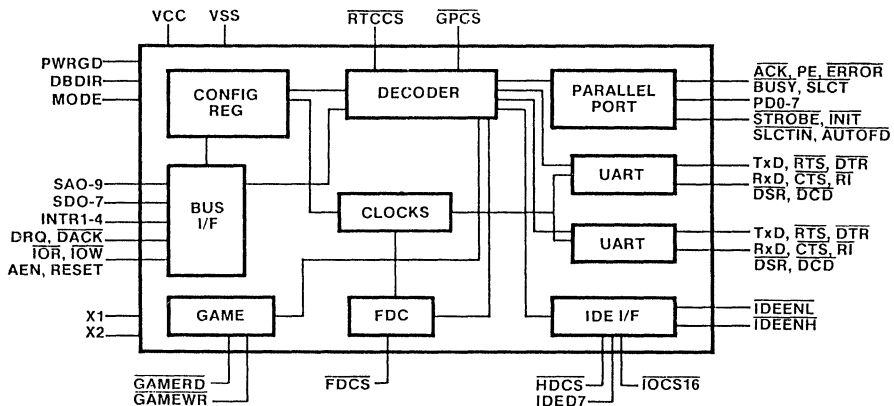 VCC VSS RTCCS GPCS
PWRGD
DBDIR
MODE
CONFIG
REG
DECODER
PARALLEL
PORT
ACK, PE, ERROR
BUSY, SLCT
PD0-7
STROBE, INIT
SLCTIN, AUTOFD
SAO-9
SDO-7
INTR1-4
DRQ, DACK
IOR, IOW
AEN, RESET
BUS
I/F
CLOCKS
UART
TxD, RTS, DTR
RxD, CTS, RI
DSR, DCD
UART
TxD, RTS, DTR
RxD, CTS, RI
DSR, DCD
X1
X2
GAME
FDC
IDE I/F
IDEENL
IDEENH
GAMERD
GAMEWR
FDCS
HDCS
IDED7
IOCS16